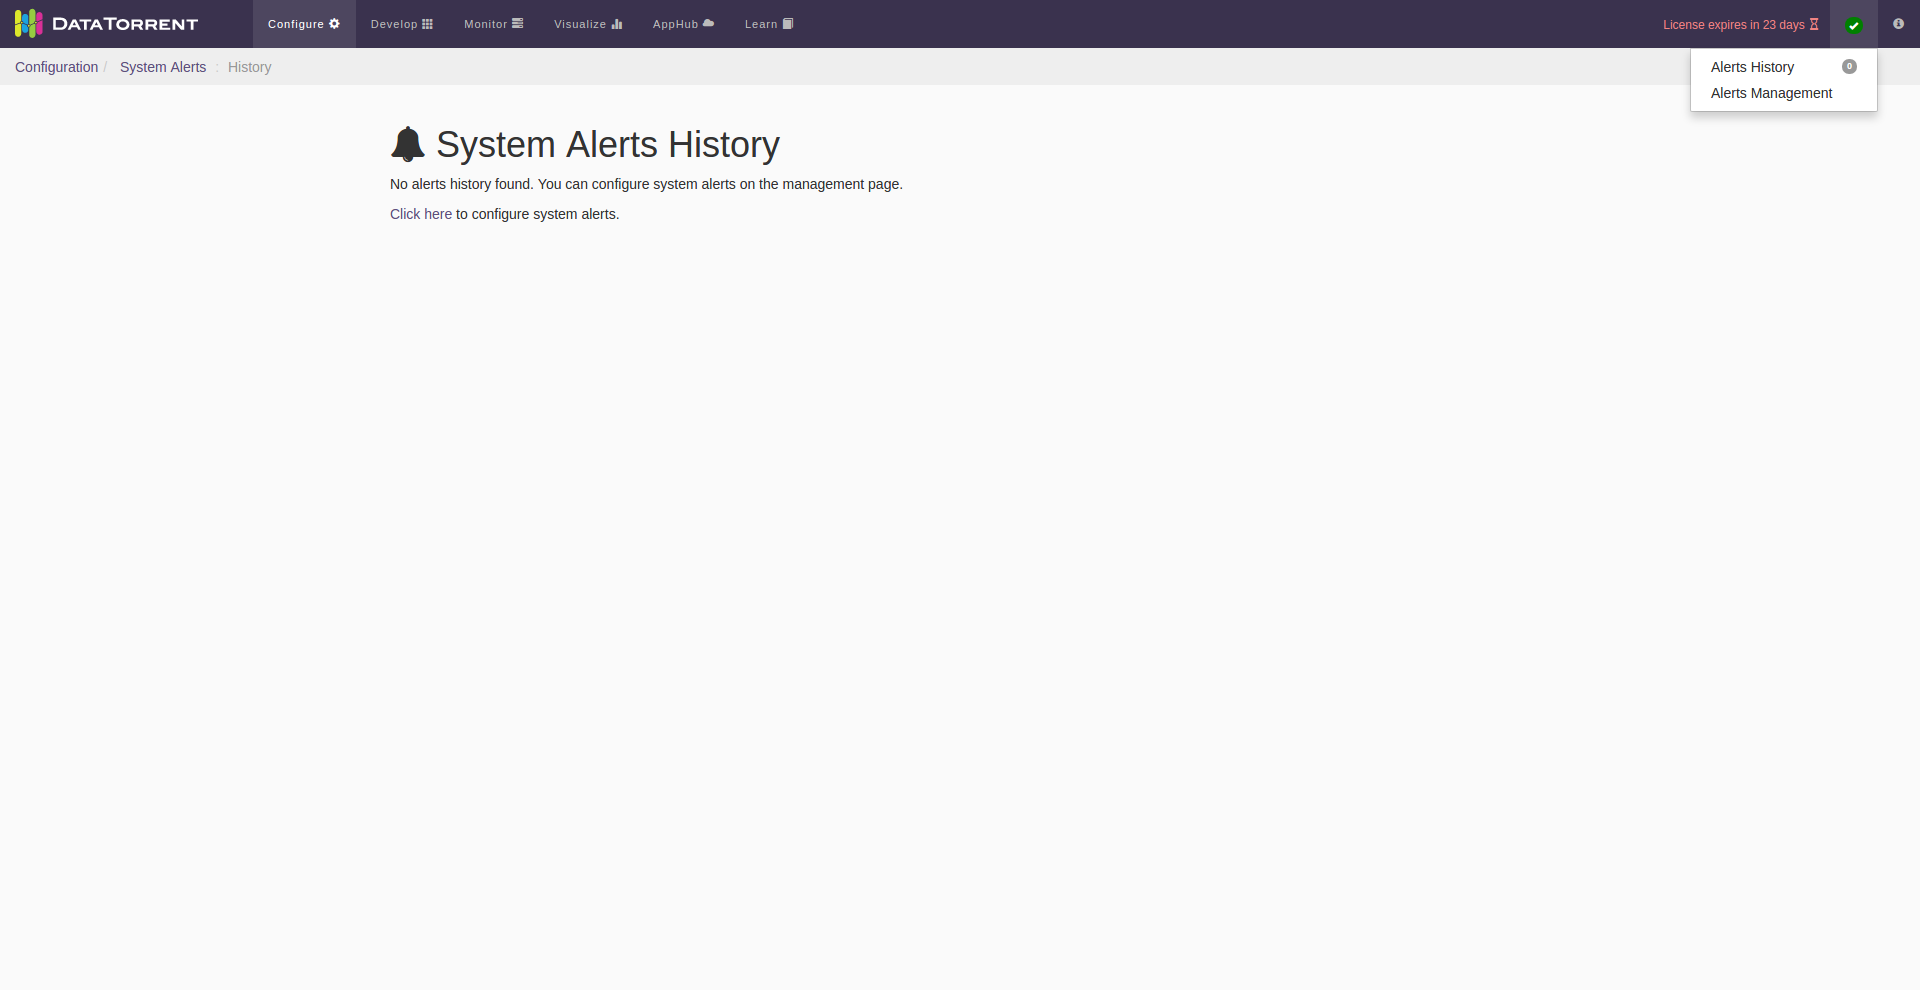 DATATORRENT Configure Develop Monitor Visualize AppHub Learn License expires in 23 days
Configuration / System Alerts : History
Alerts History 0
Alerts Management
System Alerts History
No alerts history found. You can configure system alerts on the management page.
Click here to configure system alerts.